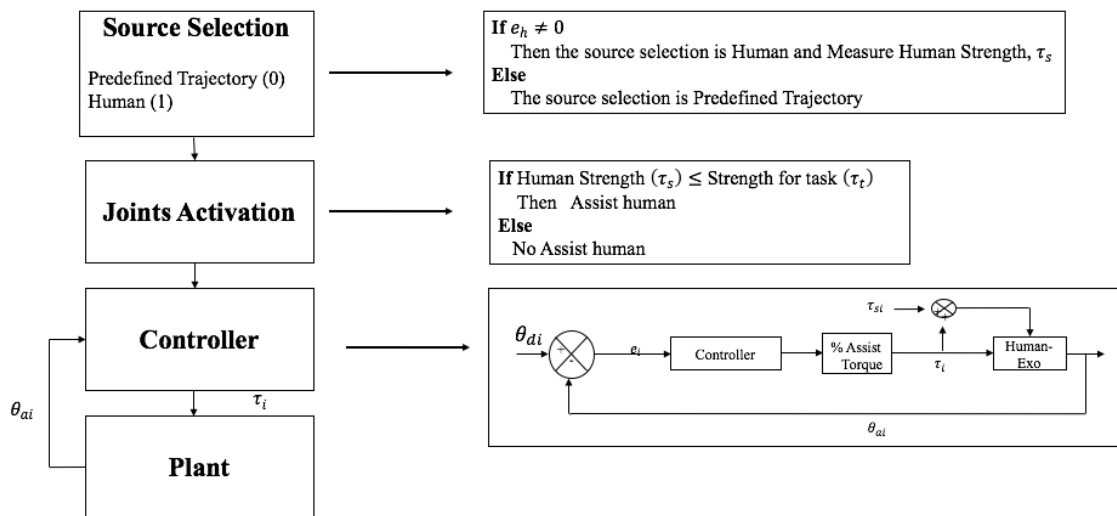 Source Selection
Predefined Trajectory (0)
Human (1)
If e_h ≠ 0
Then the source selection is Human and Measure Human Strength, τ_s
Else
The source selection is Predefined Trajectory
Joints Activation
If Human Strength (τ_s) ≤ Strength for task (τ_t)
Then Assist human
Else
No Assist human
Controller
θ_ai
τ_i
Plant
θ_di
+
-
e_i
Controller
% Assist
Torque
τ_si
+
+
τ_i
Human-
Exo
θ_ai